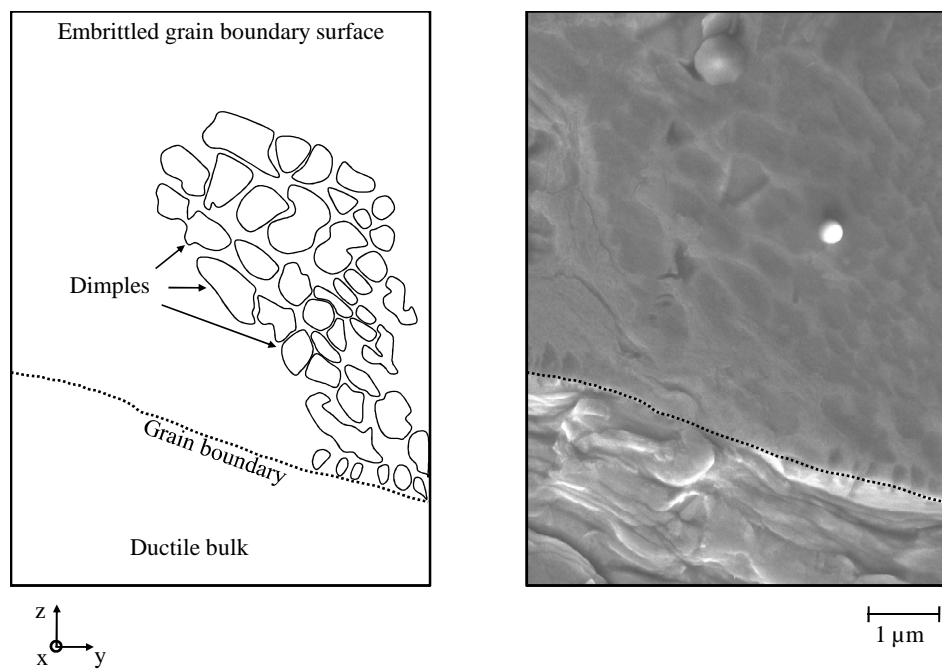 Embrittled grain boundary surface
Dimples
Grain boundary
Ductile bulk
z
x
y
1 µm